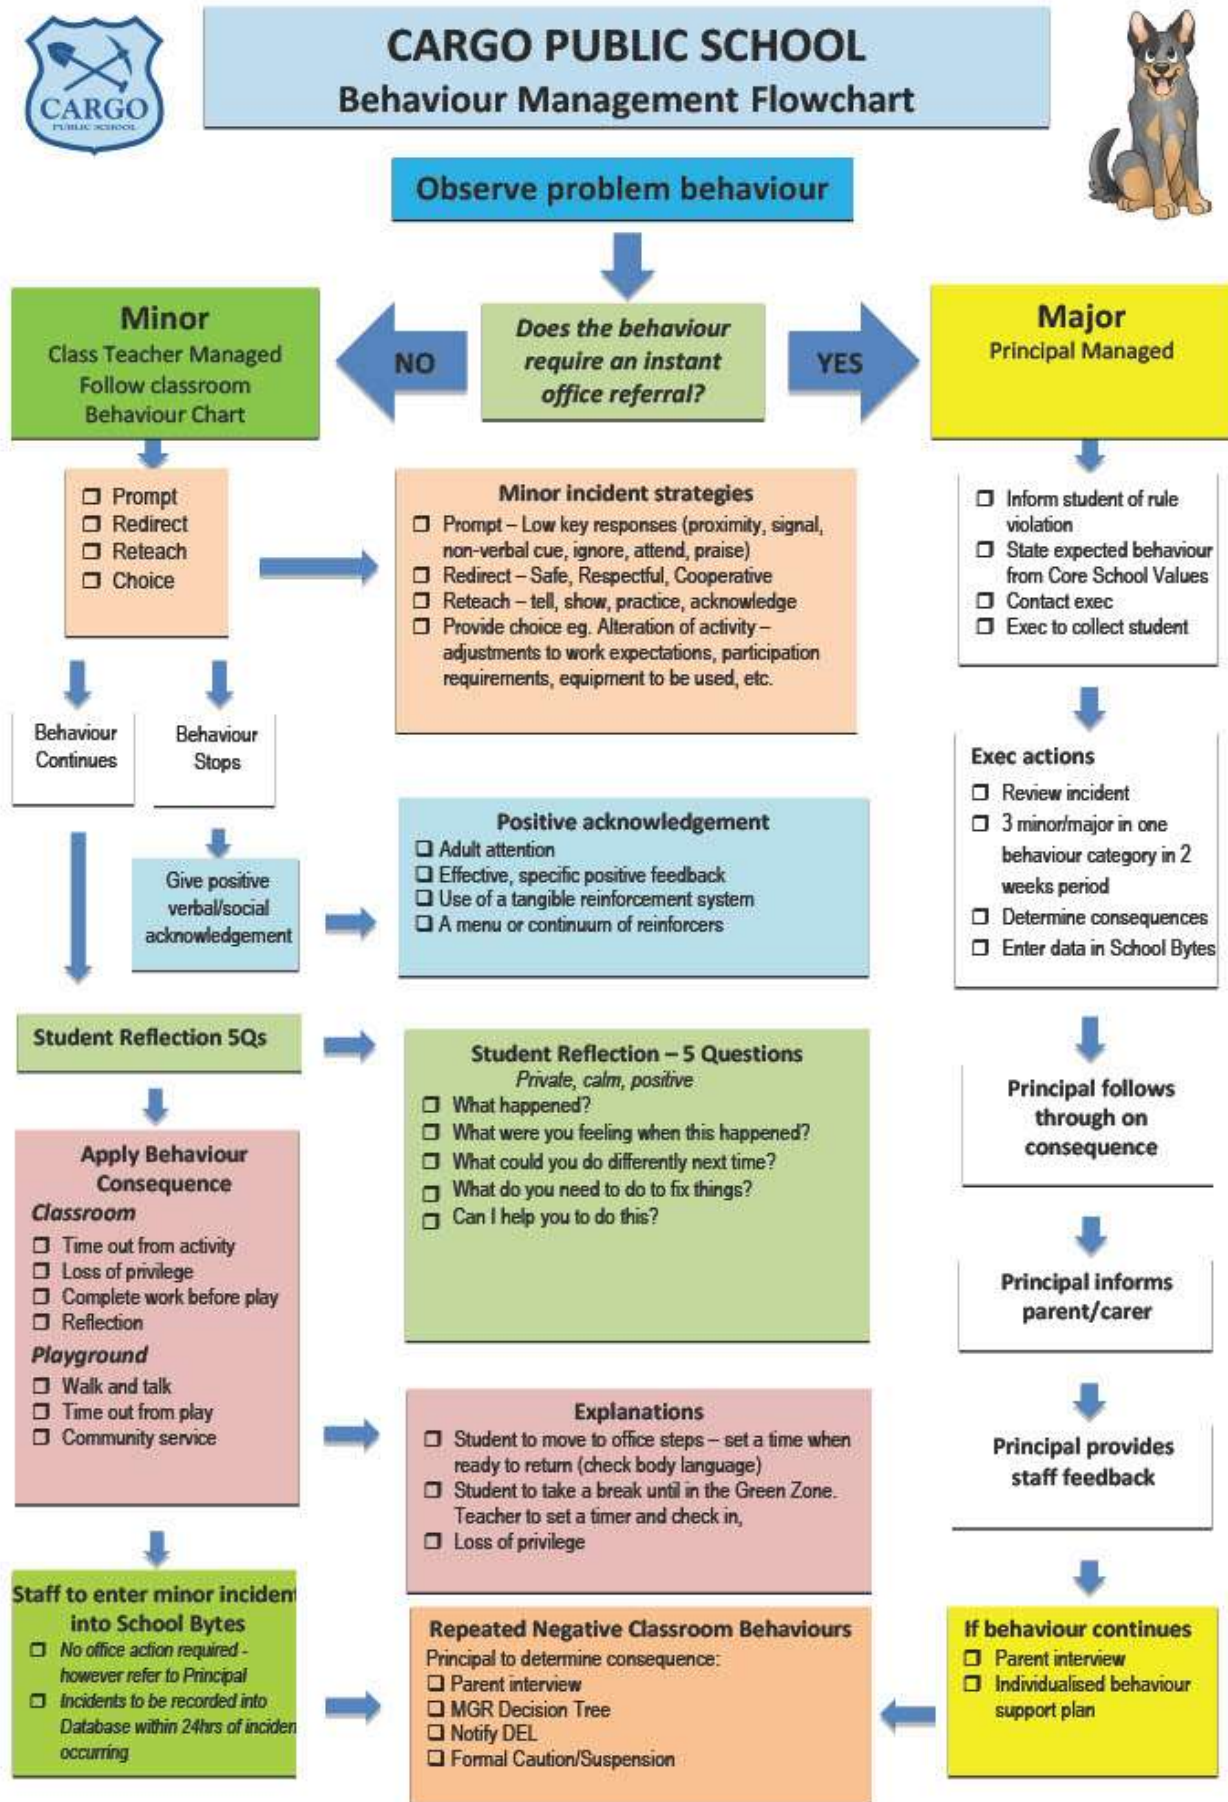 CARGO
PUBLIC SCHOOL
CARGO PUBLIC SCHOOL
Behaviour Management Flowchart
Observe problem behaviour
Minor
Class Teacher Managed
Follow classroom
Behaviour Chart
NO
Does the behaviour
require an instant
office referral?
YES
Major
Principal Managed
Prompt
Redirect
Reteach
Choice
Minor incident strategies
Prompt – Low key responses (proximity, signal,
non-verbal cue, ignore, attend, praise)
Redirect – Safe, Respectful, Cooperative
Reteach – tell, show, practice, acknowledge
Provide choice eg. Alteration of activity –
adjustments to work expectations, participation
requirements, equipment to be used, etc.
Inform student of rule
violation
State expected behaviour
from Core School Values
Contact exec
Exec to collect student
Behaviour
Continues
Behaviour
Stops
Exec actions
Review incident
3 minor/major in one
behaviour category in 2
weeks period
Determine consequences
Enter data in School Bytes
Give positive
verbal/social
acknowledgement
Positive acknowledgement
Adult attention
Effective, specific positive feedback
Use of a tangible reinforcement system
A menu or continuum of reinforcers
Student Reflection 5Qs
Student Reflection – 5 Questions
Private, calm, positive
What happened?
What were you feeling when this happened?
What could you do differently next time?
What do you need to do to fix things?
Can I help you to do this?
Principal follows
through on
consequence
Apply Behaviour
Consequence
Classroom
Time out from activity
Loss of privilege
Complete work before play
Reflection
Playground
Walk and talk
Time out from play
Community service
Principal informs
parent/carer
Explanations
Student to move to office steps – set a time when
ready to return (check body language)
Student to take a break until in the Green Zone.
Teacher to set a timer and check in,
Loss of privilege
Principal provides
staff feedback
Staff to enter minor inciden
into School Bytes
No office action required -
however refer to Principal
Incidents to be recorded into
Database within 24hrs of inciden
occurring
Repeated Negative Classroom Behaviours
Principal to determine consequence:
Parent interview
MGR Decision Tree
Notify DEL
Formal Caution/Suspension
If behaviour continues
Parent interview
Individualised behaviour
support plan